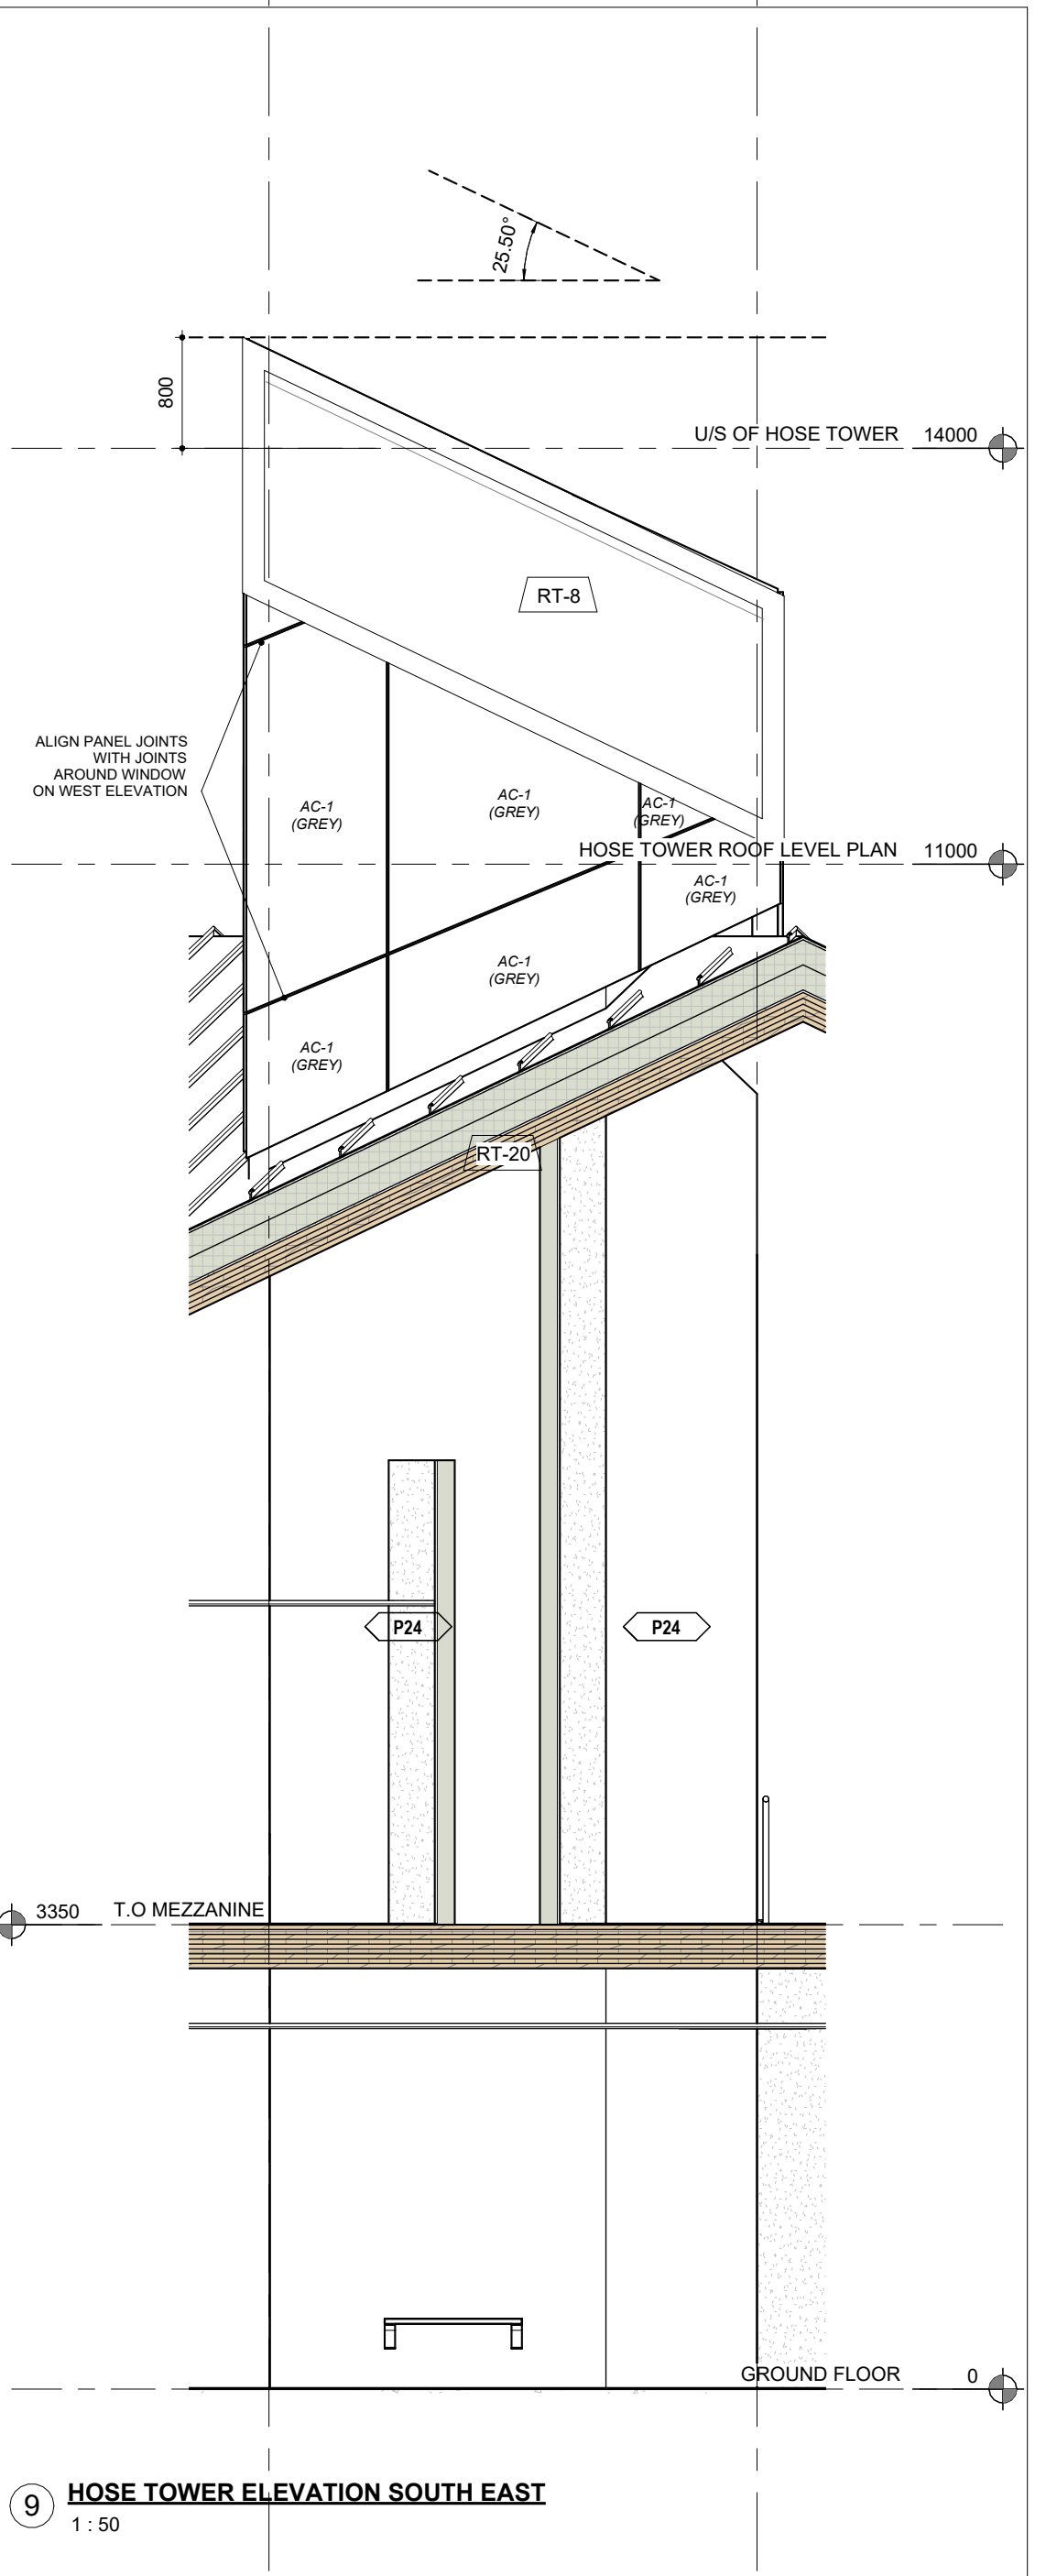 25.50°
800
U/S OF HOSE TOWER 14000
RT-8
ALIGN PANEL JOINTS
WITH JOINTS
AROUND WINDOW
ON WEST ELEVATION
AC-1
(GREY)
AC-1
(GREY)
AC-1
(GREY)
HOSE TOWER ROOF LEVEL PLAN 11000
AC-1
(GREY)
AC-1
(GREY)
AC-1
(GREY)
RT-20
P24
P24
3350 T.O MEZZANINE
GROUND FLOOR 0
9 HOSE TOWER ELEVATION SOUTH EAST
1 : 50